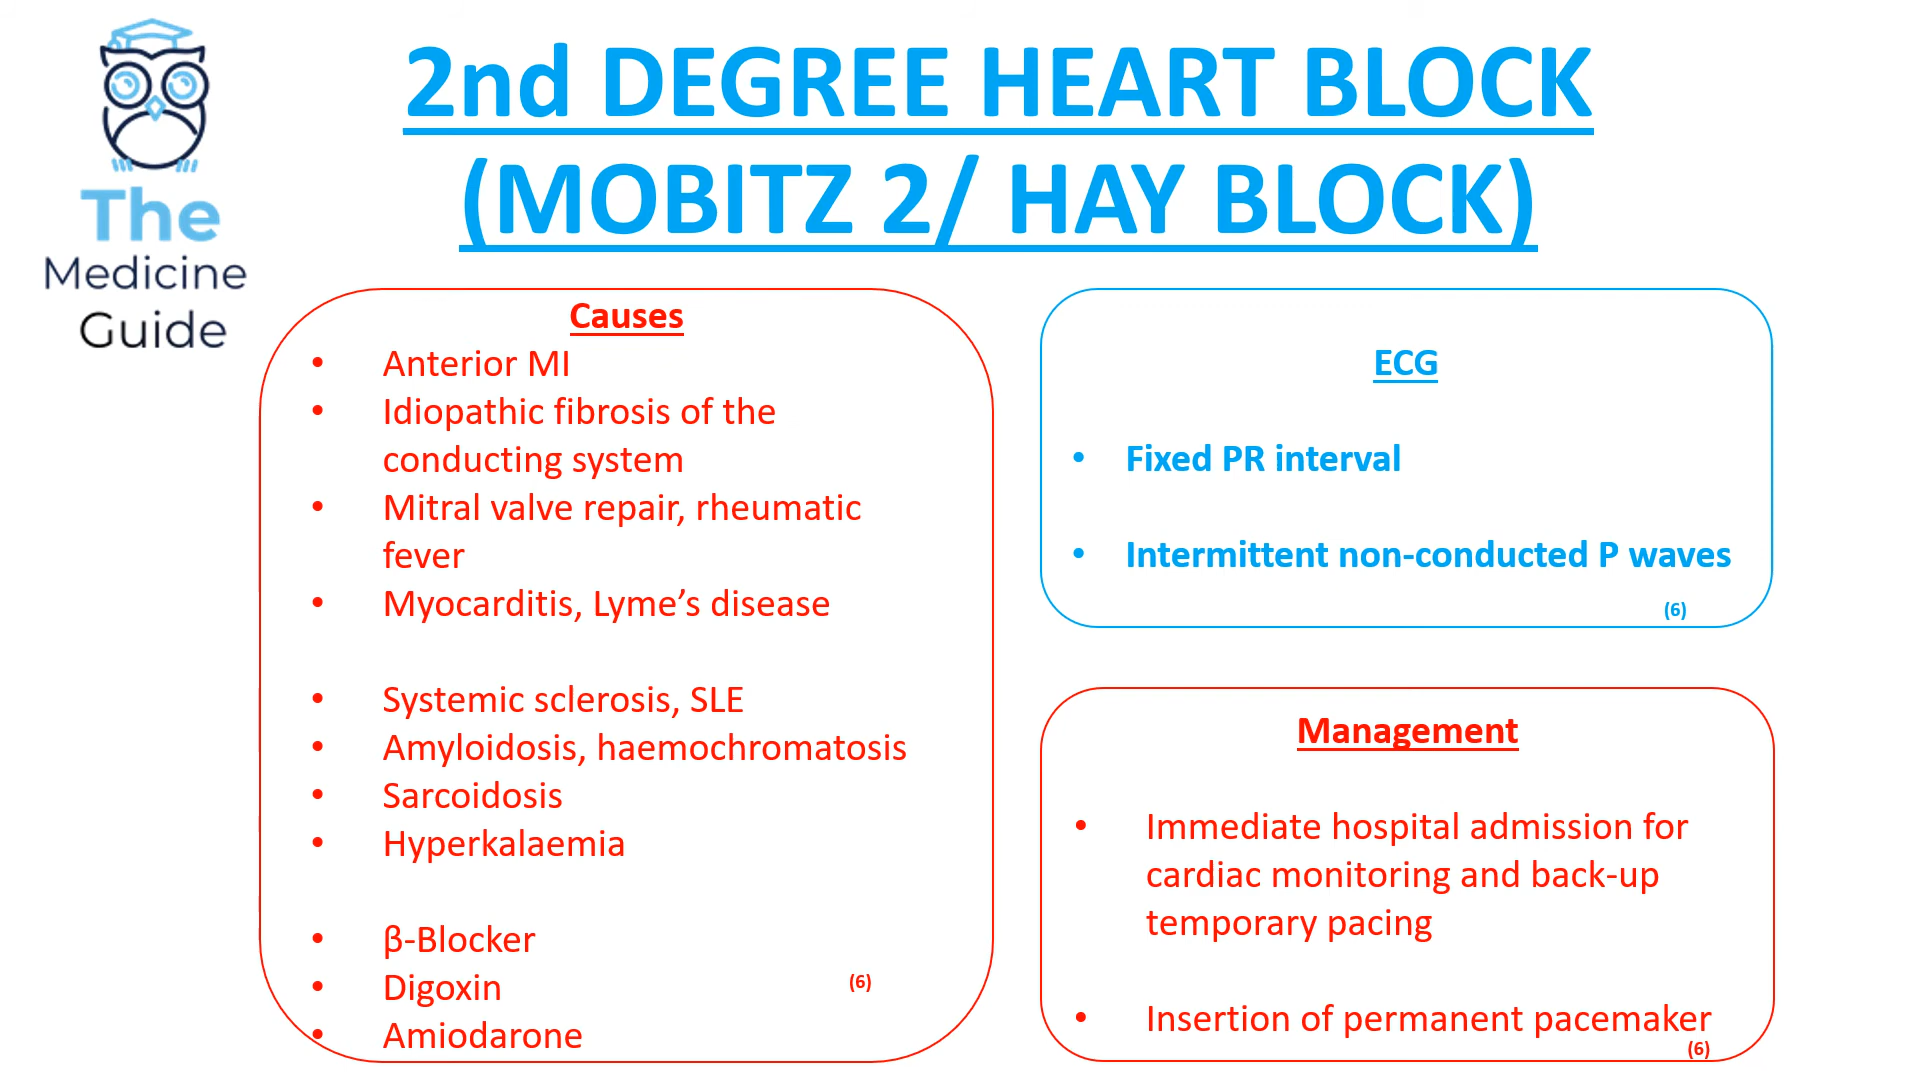 The
Medicine
Guide
2nd DEGREE HEART BLOCK
(MOBITZ 2/ HAY BLOCK)
Causes
• Anterior MI
• Idiopathic fibrosis of the
conducting system
• Mitral valve repair, rheumatic
fever
• Myocarditis, Lyme’s disease
• Systemic sclerosis, SLE
• Amyloidosis, haemochromatosis
• Sarcoidosis
• Hyperkalaemia
• β-Blocker
• Digoxin
(6)
• Amiodarone
ECG
• Fixed PR interval
• Intermittent non-conducted P waves
(6)
Management
• Immediate hospital admission for
cardiac monitoring and back-up
temporary pacing
• Insertion of permanent pacemaker
(6)